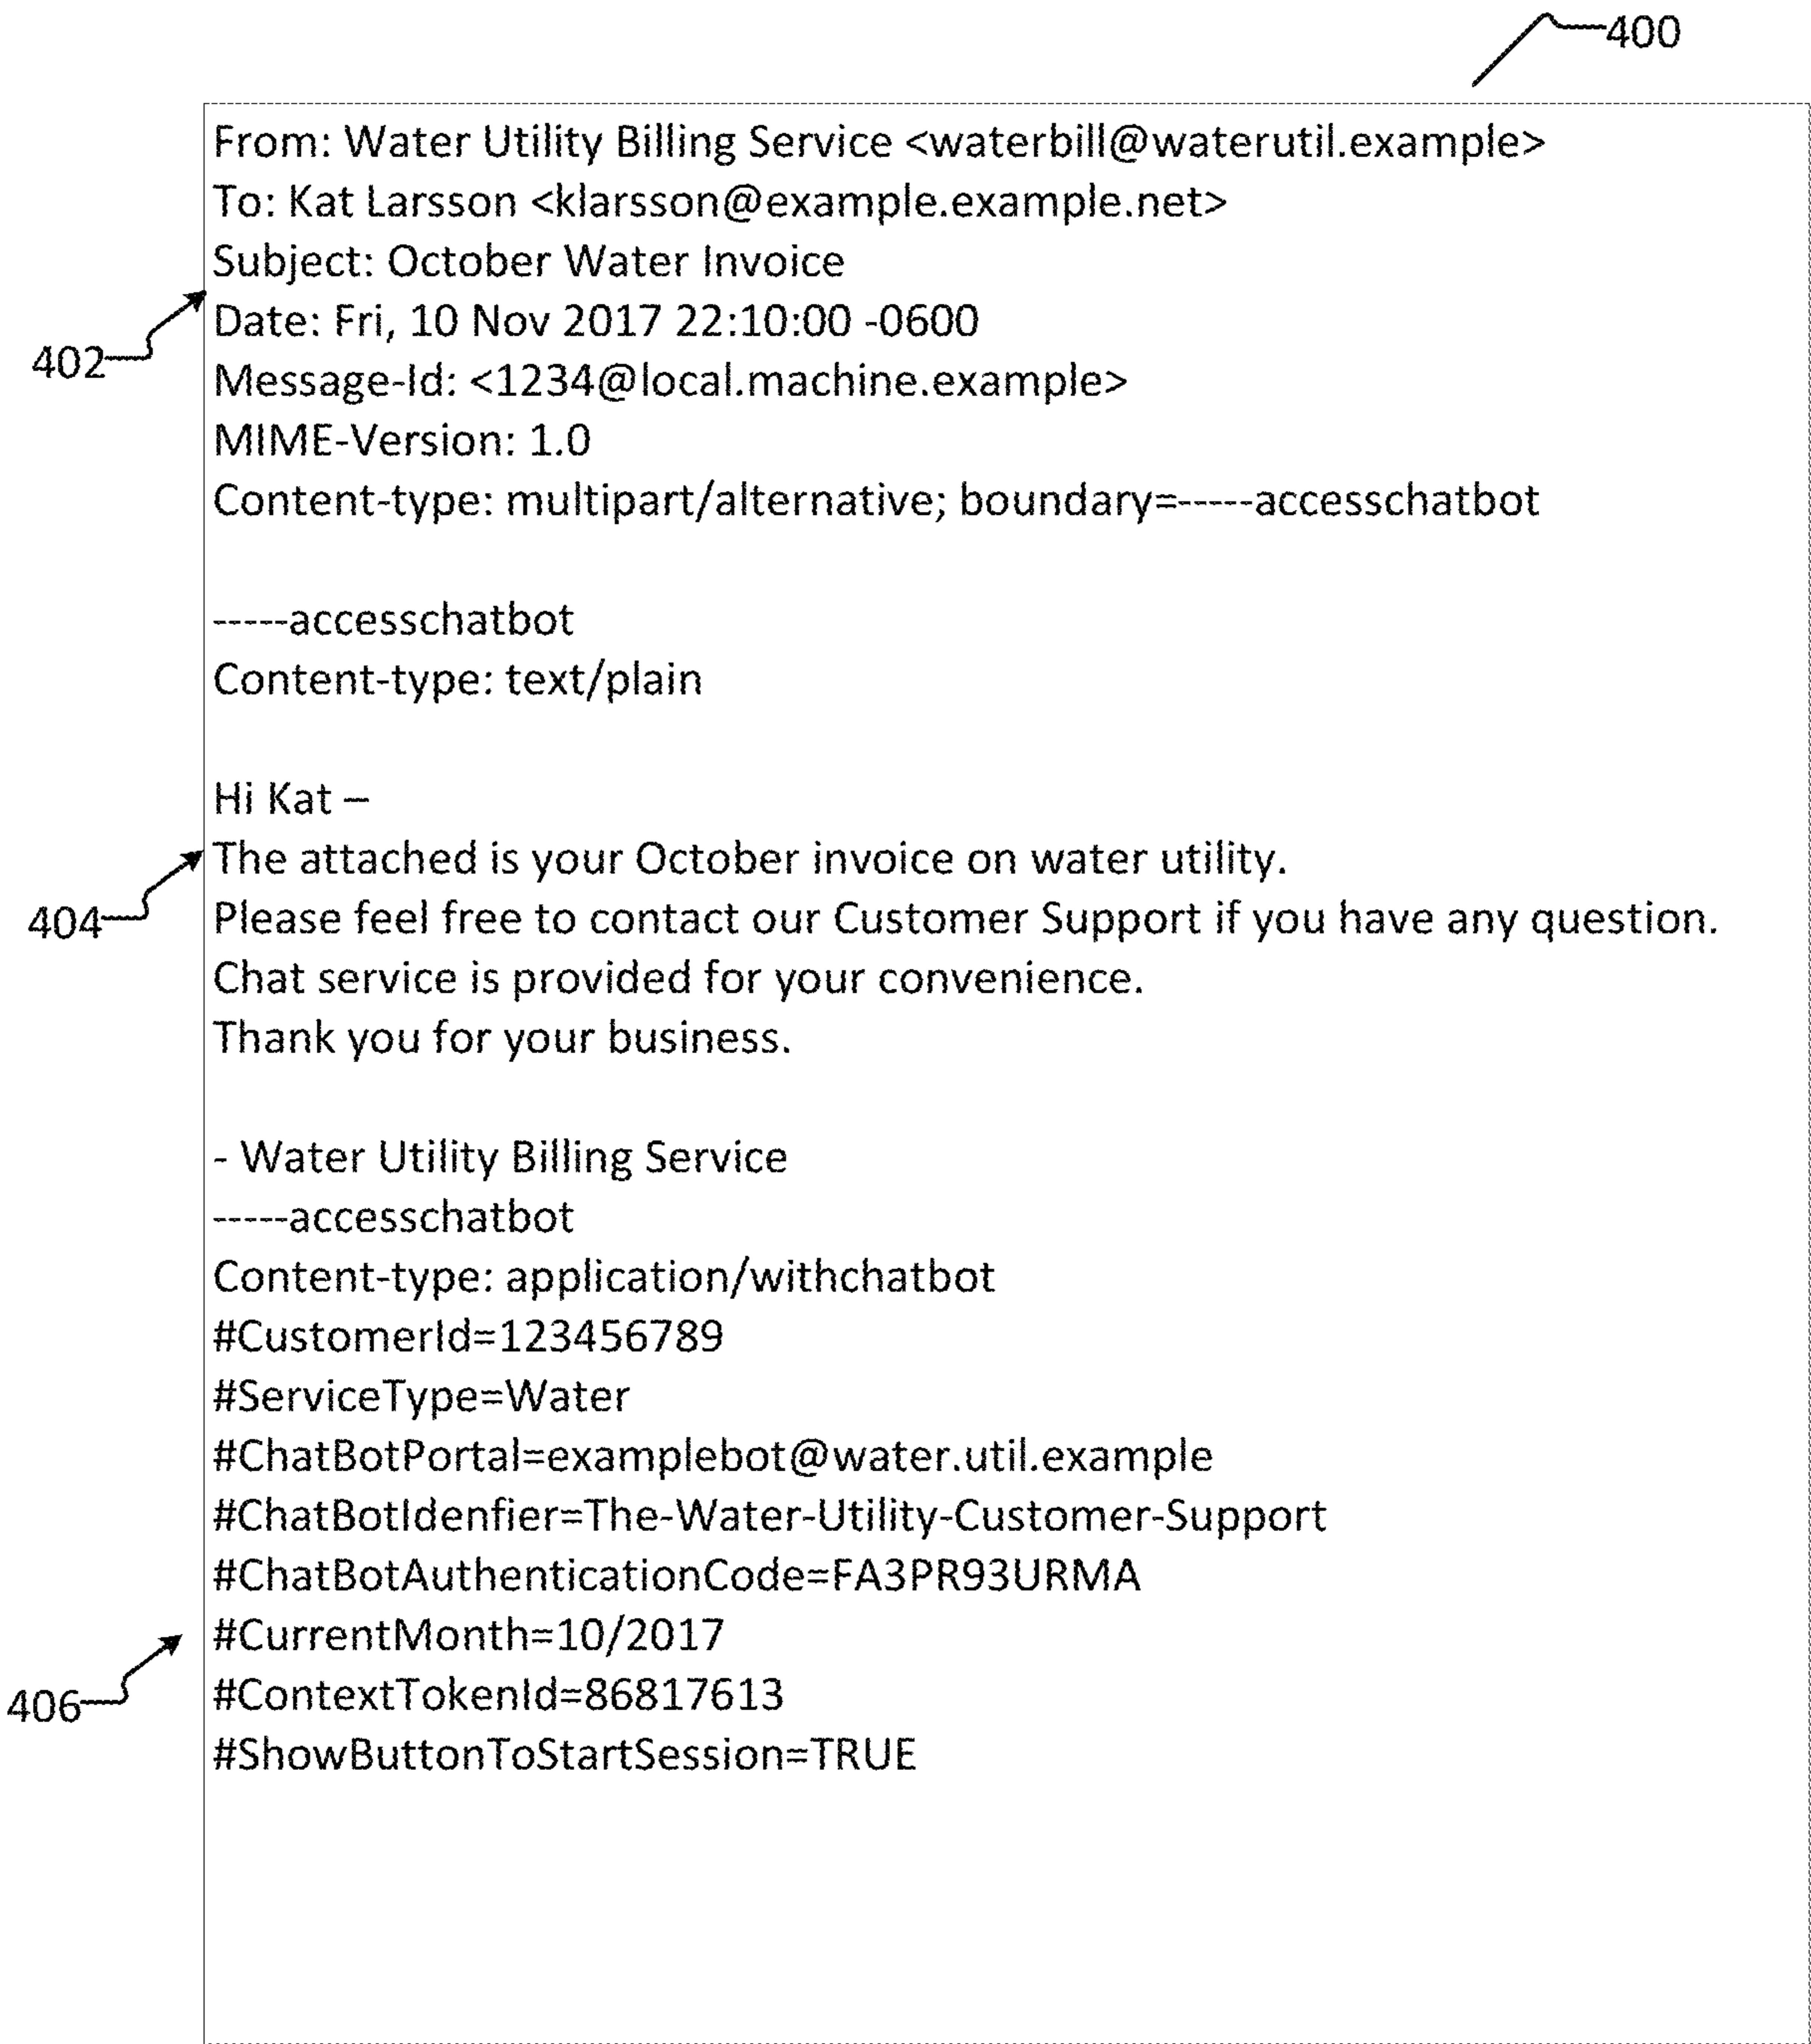 400
From: Water Utility Billing Service <waterbill@waterutil.example>
To: Kat Larsson <klarsson@example.example.net>
Subject: October Water Invoice
Date: Fri, 10 Nov 2017 22:10:00 -0600
402
Message-Id: <1234@local.machine.example>
MIME-Version: 1.0
Content-type: multipart/alternative; boundary=-----accesschatbot
-----accesschatbot
Content-type: text/plain
Hi Kat –
The attached is your October invoice on water utility.
404
Please feel free to contact our Customer Support if you have any question.
Chat service is provided for your convenience.
Thank you for your business.
- Water Utility Billing Service
-----accesschatbot
Content-type: application/withchatbot
#CustomerId=123456789
#ServiceType=Water
#ChatBotPortal=examplebot@water.util.example
#ChatBotIdenfier=The-Water-Utility-Customer-Support
#ChatBotAuthenticationCode=FA3PR93URMA
#CurrentMonth=10/2017
406
#ContextTokenId=86817613
#ShowButtonToStartSession=TRUE